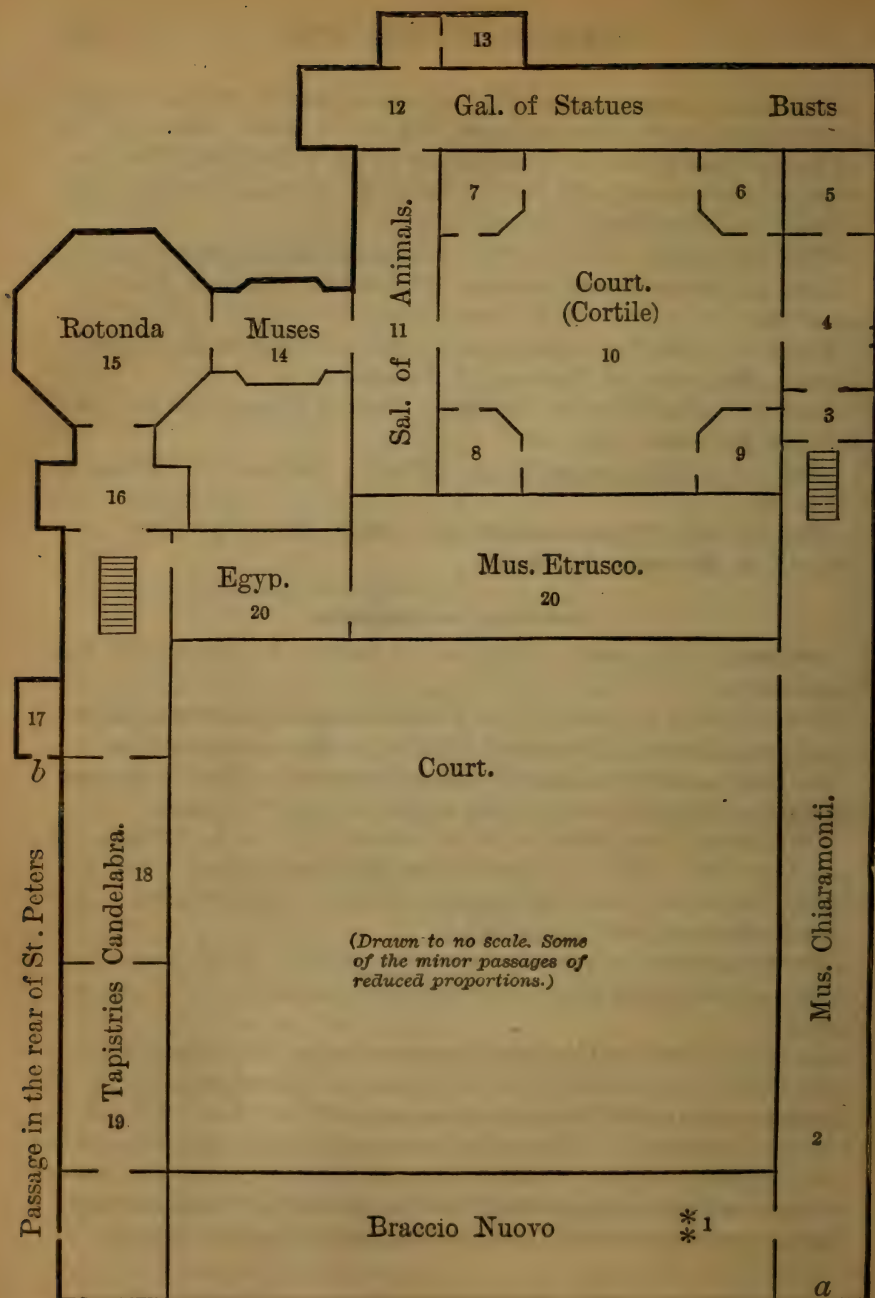 13
12 Gal. of Statues Busts
7
6
5
Sal. of Animals.
Court.
(Cortile)
10
4
Rotonda
15
Muses
14
11
3
8
9
16
Egyp.
20
Mus. Etrusco.
20
17
b
Court.
Passage in the rear of St. Peters
Candelabra.
18
Mus. Chiaramonti.
(Drawn to no scale. Some
of the minor passages of
reduced proportions.)
Tapistries
19
2
Braccio Nuovo ** 1
**
a